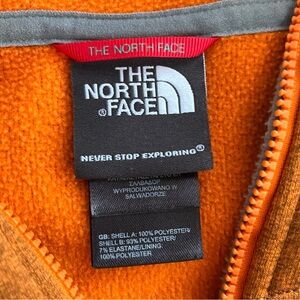 THE NORTH FACE
THE
NORTH
FACE
®
NEVER STOP EXPLORING®
WYPRODUKOWANO W
SALWADORZE
GB: SHELL A: 100% POLYESTER/
SHELL B: 93% POLYESTER/
7% ELASTANE/LINING:
100% POLYESTER